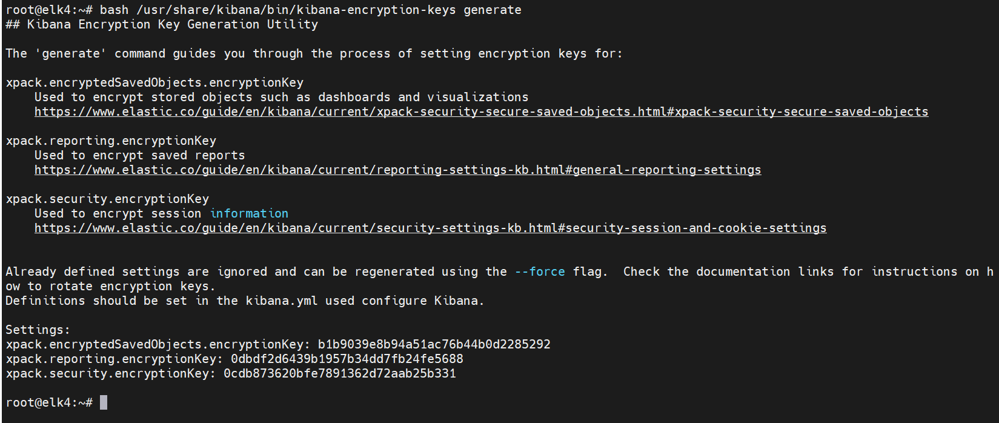 root@elk4:~# bash /usr/share/kibana/bin/kibana-encryption-keys generate
## Kibana Encryption Key Generation Utility
The 'generate' command guides you through the process of setting encryption keys for:
xpack.encryptedSavedObjects.encryptionKey
Used to encrypt stored objects such as dashboards and visualizations
https://www.elastic.co/guide/en/kibana/current/xpack-security-secure-saved-objects.html#xpack-security-secure-saved-objects
xpack.reporting.encryptionKey
Used to encrypt saved reports
https://www.elastic.co/guide/en/kibana/current/reporting-settings-kb.html#general-reporting-settings
xpack.security.encryptionKey
Used to encrypt session information
https://www.elastic.co/guide/en/kibana/current/security-settings-kb.html#security-session-and-cookie-settings
Already defined settings are ignored and can be regenerated using the --force flag.  Check the documentation links for instructions on h
ow to rotate encryption keys.
Definitions should be set in the kibana.yml used configure Kibana.
Settings:
xpack.encryptedSavedObjects.encryptionKey: b1b9039e8b94a51ac76b44b0d2285292
xpack.reporting.encryptionKey: 0dbdf2d6439b1957b34dd7fb24fe5688
xpack.security.encryptionKey: 0cdb873620bfe7891362d72aab25b331
root@elk4:~#